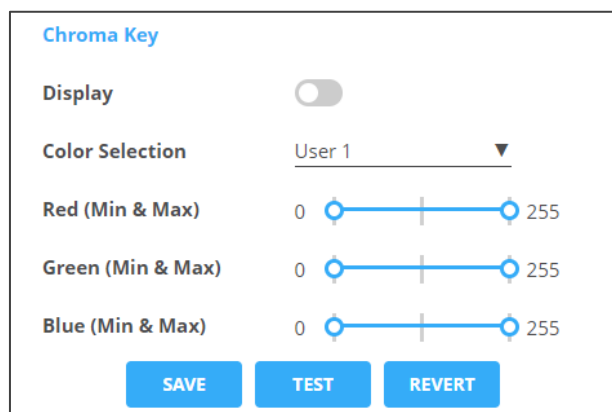 Chroma Key
Display
Color Selection User 1
Red (Min & Max) 0 255
Green (Min & Max) 0 255
Blue (Min & Max) 0 255
SAVE TEST REVERT